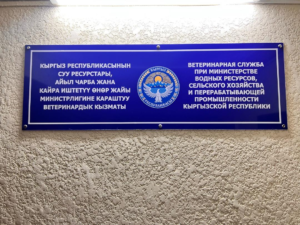 КЫРГЫЗ РЕСПУБЛИКАСЫНЫН
СУУ РЕСУРСТАРЫ,
АЙЫЛ ЧАРБА ЖАНА
КАЙРА ИШТЕТҮҮ ӨНӨР ЖАЙЫ
МИНИСТРЛИГИНЕ КАРАШТУУ
ВЕТЕРИНАРДЫК КЫЗМАТЫ
ВЕТЕРИНАРНАЯ СЛУЖБА
ПРИ МИНИСТЕРСТВЕ
ВОДНЫХ РЕСУРСОВ,
СЕЛЬСКОГО ХОЗЯЙСТВА
И ПЕРЕРАБАТЫВАЮЩЕЙ
ПРОМЫШЛЕННОСТИ
КЫРГЫЗСКОЙ РЕСПУБЛИКИ